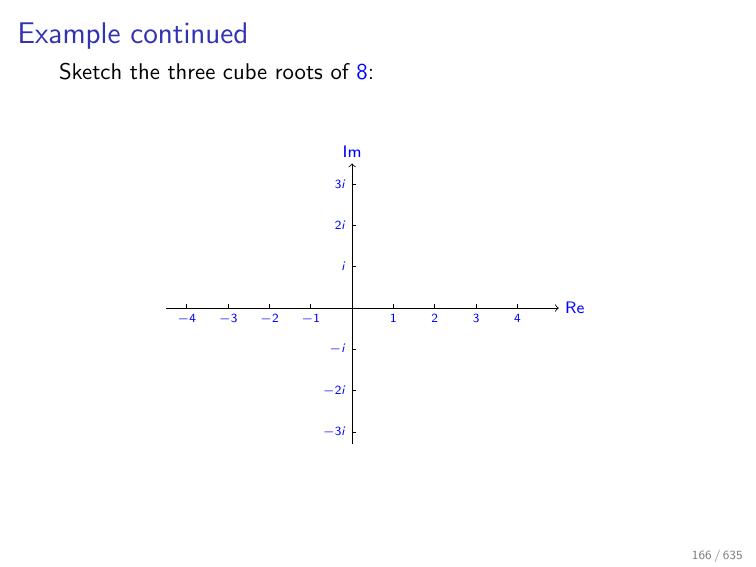 Example continued
Sketch the three cube roots of 8:
Im
3i
2i
i
Re
−4 −3 −2 −1 1 2 3 4
−i
−2i
−3i
166 / 635